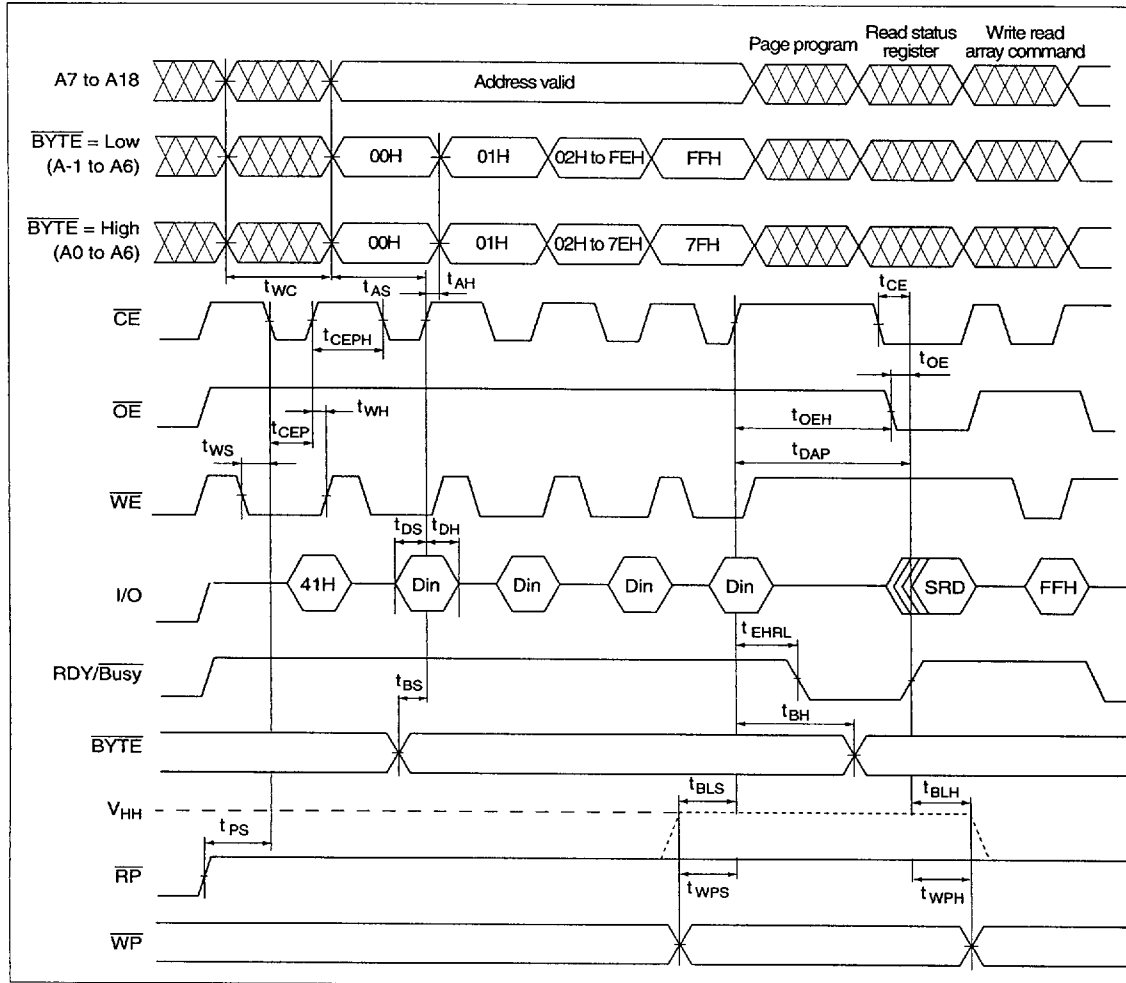 Page program
Read status
register
Write read
array command
A7 to A18
Address valid
BYTE = Low
(A-1 to A6)
00H
01H
02H to FEH
FFH
BYTE = High
(A0 to A6)
00H
01H
02H to 7EH
7FH
tWC
tAS
tAH
tCE
CE
tCEPH
tOE
OE
tWH
tCEP
tOEH
tWS
tDAP
WE
tDS
tDH
I/O
41H
Din
Din
Din
Din
SRD
FFH
tEHRL
RDY/Busy
tBS
tBH
BYTE
tBLS
tBLH
VHH
tPS
RP
tWPS
tWPH
WP